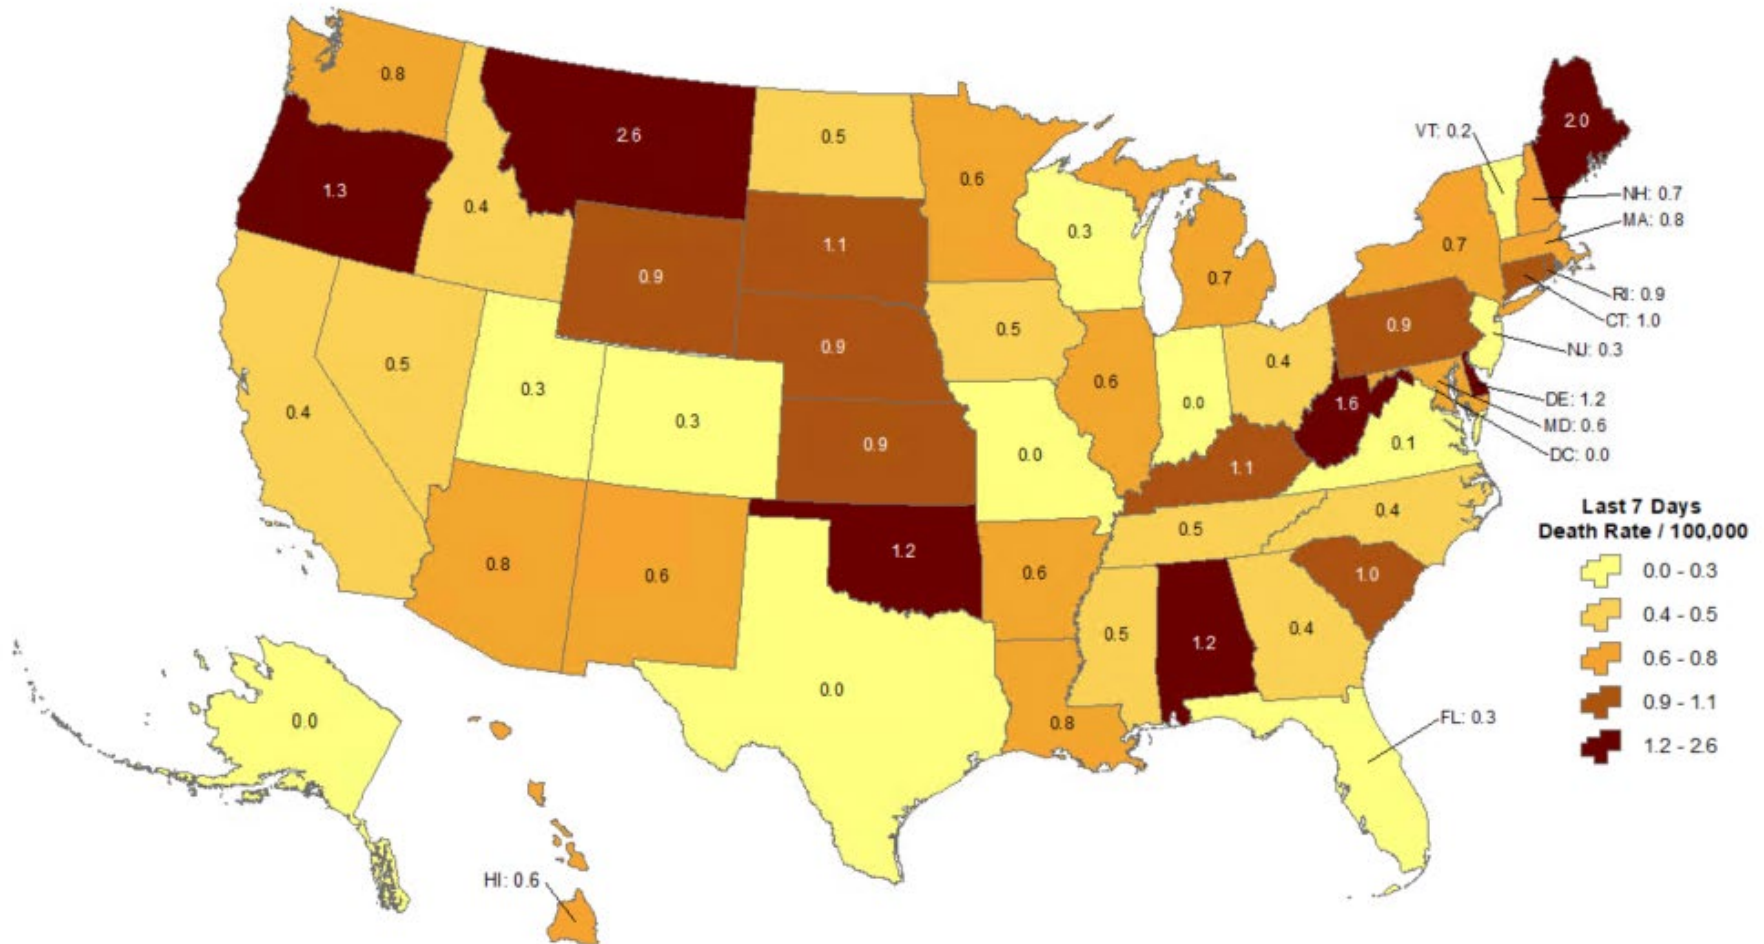 0.8
2.6
0.5
2.0
VT: 0.2
0.6
1.3
0.4
NH: 0.7
MA: 0.8
0.3
1.1
0.7
0.9
0.7
RI: 0.9
CT: 1.0
0.5
0.9
0.9
NJ: 0.3
0.5
0.4
0.3
0.6
1.6
DE: 1.2
0.0
0.4
0.3
MD: 0.6
0.9
0.1
DC: 0.0
0.0
1.1
Last 7 Days
Death Rate / 100,000
0.5
0.4
1.2
0.8
0.6
0.6
1.0
0.0 - 0.3
0.4 - 0.5
0.5
1.2
0.4
0.6 - 0.8
0.0
0.9 - 1.1
0.0
0.8
FL: 0.3
1.2 - 2.6
HI: 0.6